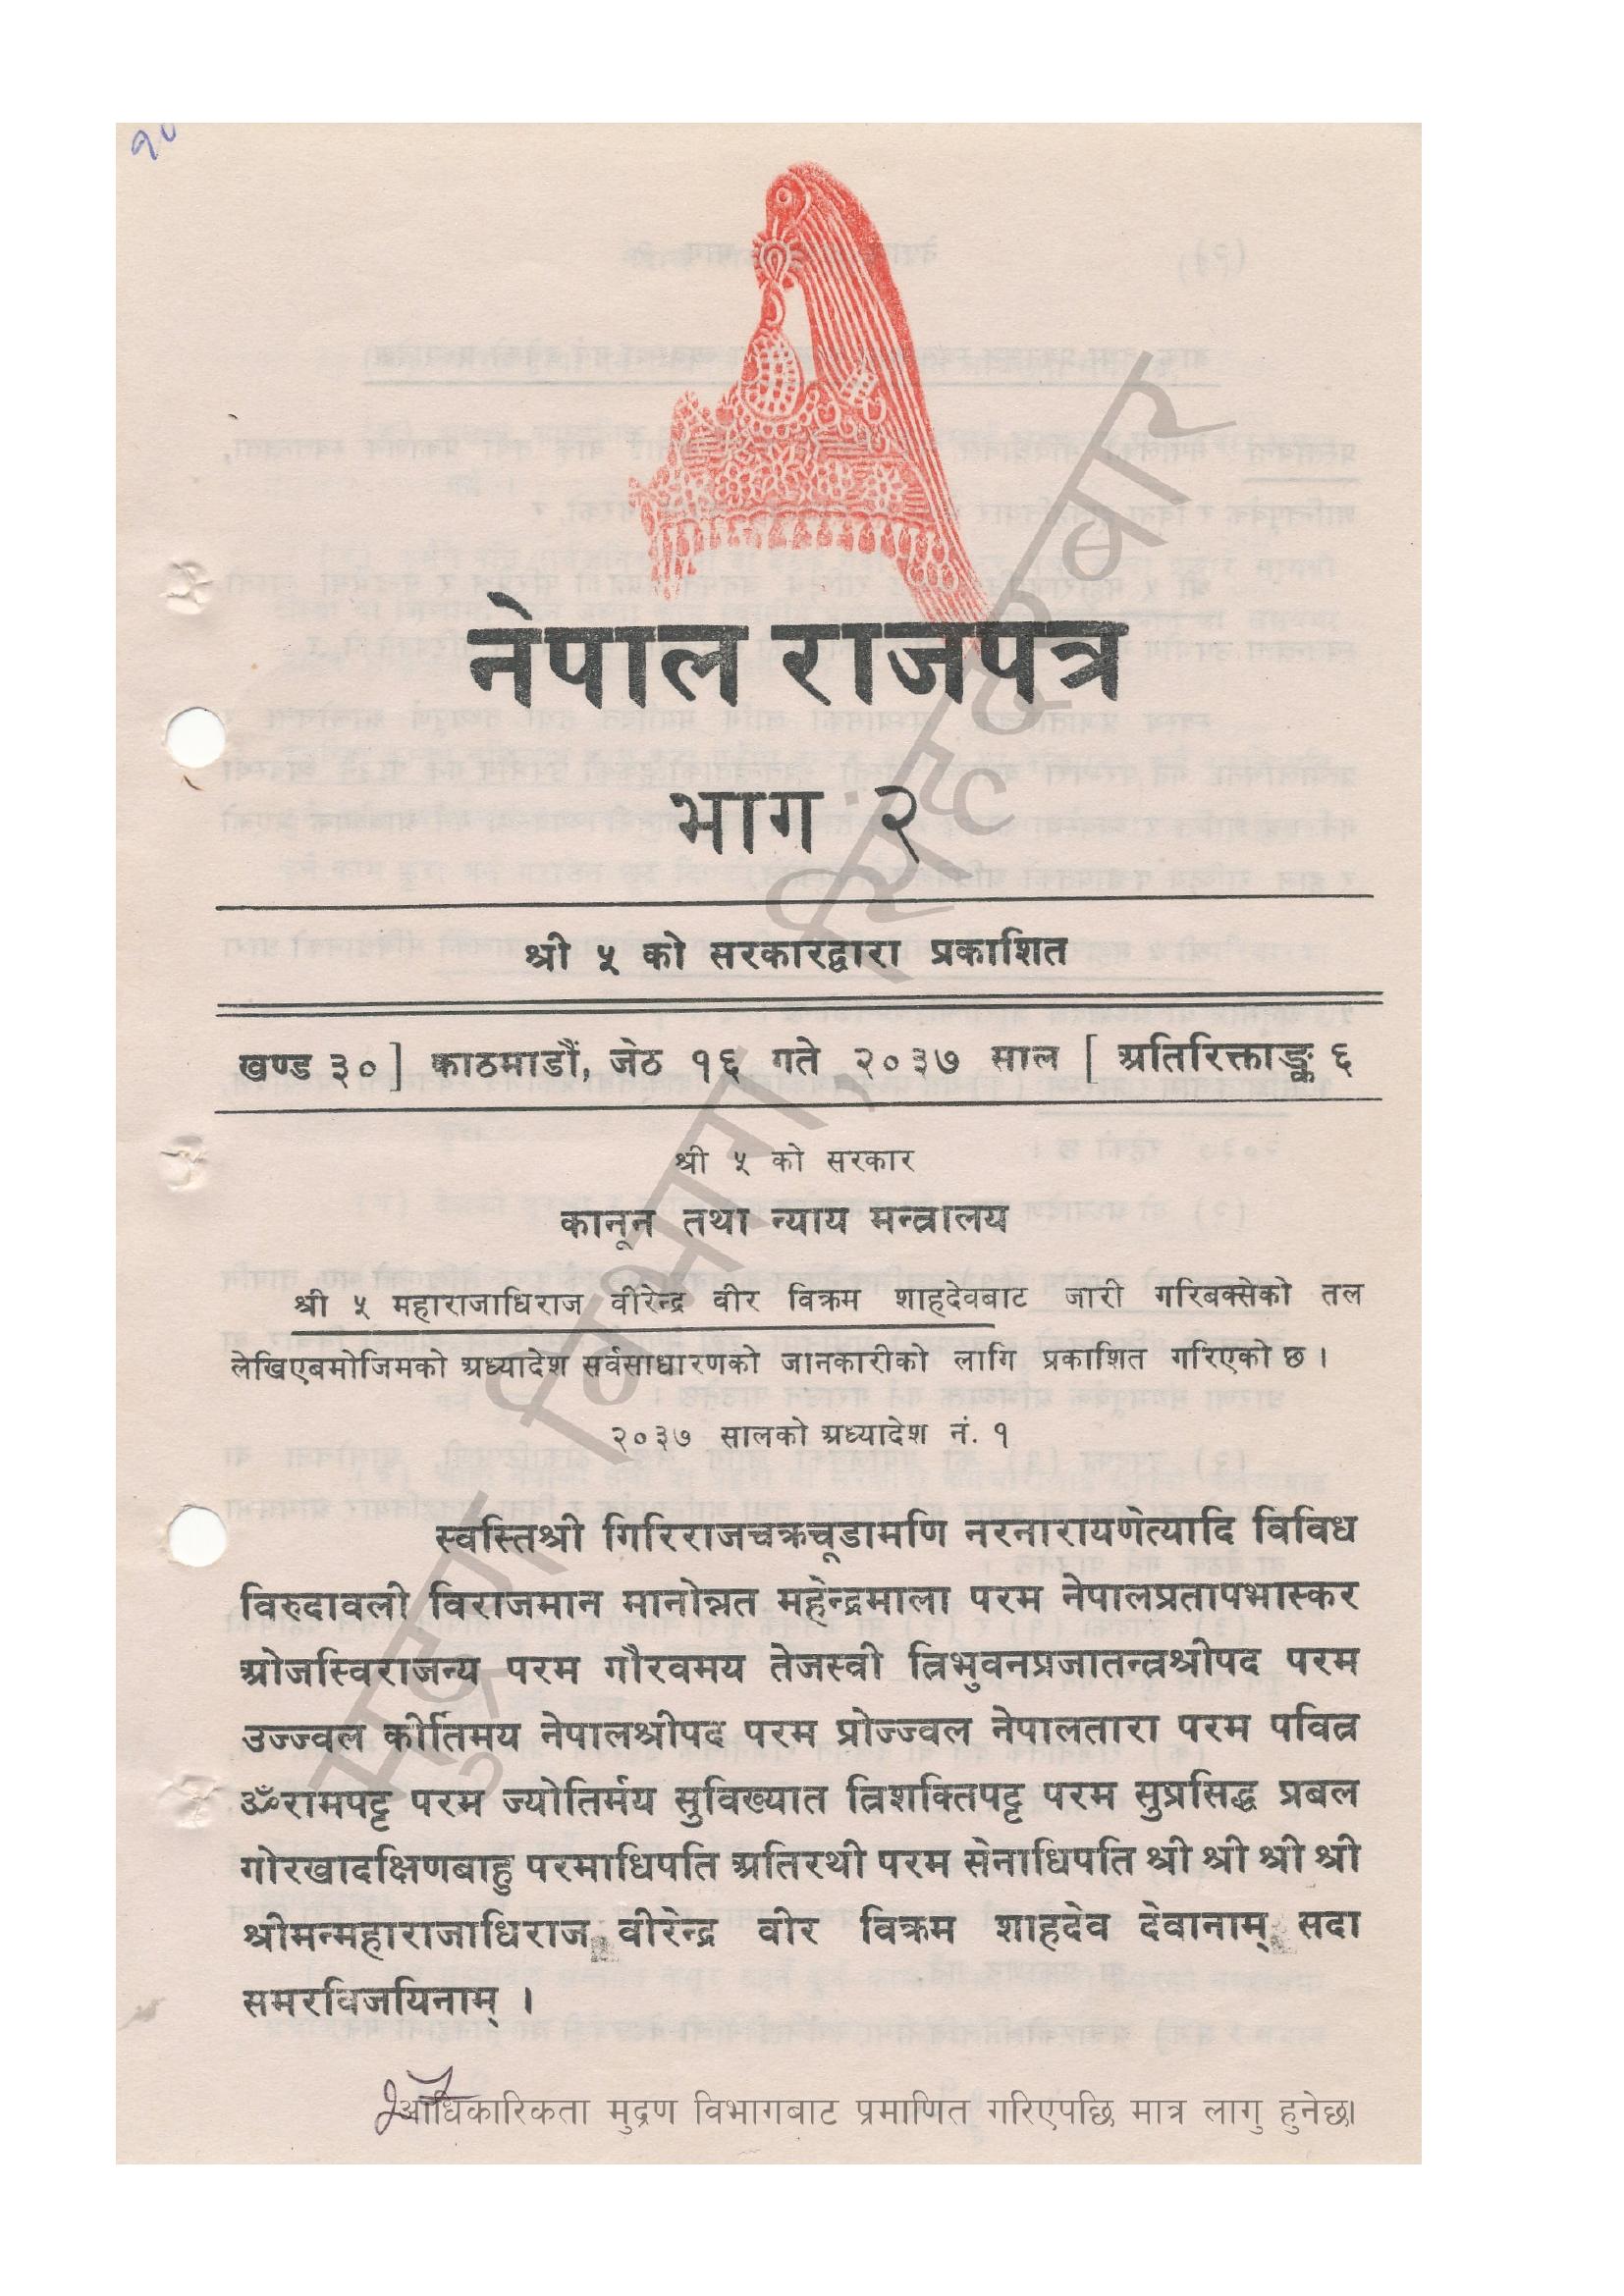 नेपाल राजपत्र
भाग २
श्री ५ को सरकारद्वारा प्रकाशित
खण्ड ३०] काठमाडौं, जेठ १६ गते २०३७ साल [ अतिरिक्ताङ्क ६
श्री ५ को सरकार
कानून तथा न्याय मन्त्रालय
श्री ५ महाराजाधिराज वीरेन्द्र वीर विक्रम शाहदेवबाट जारी गरिबक्सेको तल
लेखिएबमोजिमको अध्यादेश सर्वसाधारणको जानकारीको लागि प्रकाशित गरिएको छ ।
२०३७ सालको अध्यादेश नं. १
स्वस्तिश्री गिरिराजचक्रचूडामणि नरनारायणेत्यादि विविध
विरुदावली विराजमान मानोन्नत महेन्द्रमाला परम नेपालप्रतापभास्कर
ओजस्विराजन्य परम गौरवमय तेजस्वी त्रिभुवनप्रजातन्त्रश्रीपद परम
उज्ज्वल कीर्तिमय नेपालश्रीपद परम प्रोज्ज्वल नेपालतारा परम पवित्र
ॐरामपट्ट परम ज्योतिर्मय सुविख्यात त्रिशक्तिपट्ट परम सुप्रसिद्ध प्रबल
गोरखादक्षिणबाहु परमाधिपति अतिरथी परम सेनाधिपति श्री श्री श्री श्री
श्रीमन्महाराजाधिराज वीरेन्द्र वीर विक्रम शाहदेव देवानाम् सदा
समरविजयिनाम् ।
आधिकारिकता मुद्रण विभागबाट प्रमाणित गरिएपछि मात्र लागु हुनेछ।
मुद्रण विभाग, सिंहदरबार